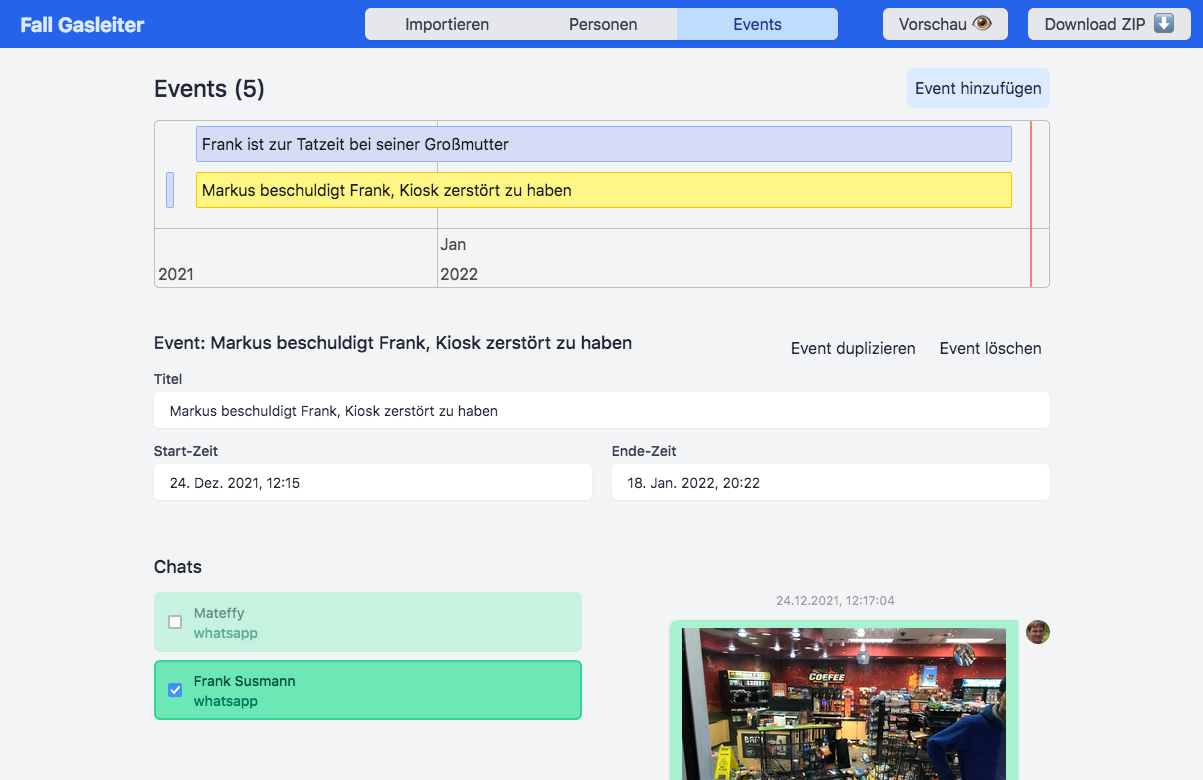 Fall Gasleiter
Importieren
Personen
Events
Vorschau
Download ZIP
Events (5)
Event hinzufügen
Frank ist zur Tatzeit bei seiner Großmutter
Markus beschuldigt Frank, Kiosk zerstört zu haben
Jan
2021
2022
Event: Markus beschuldigt Frank, Kiosk zerstört zu haben
Event duplizieren
Event löschen
Titel
Markus beschuldigt Frank, Kiosk zerstört zu haben
Start-Zeit
Ende-Zeit
24. Dez. 2021, 12:15
18. Jan. 2022, 20:22
Chats
Mateffy
whatsapp
Frank Susmann
whatsapp
24.12.2021, 12:17:04
COFFEE